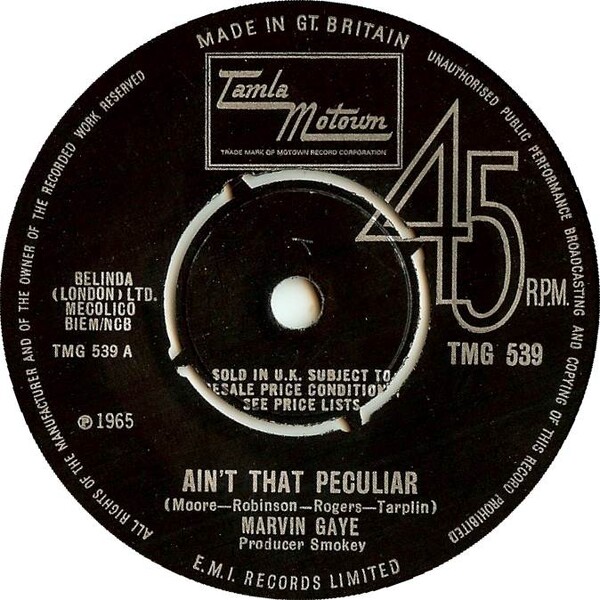 MADE IN GT. BRITAIN
UNAUTHORISED PUBLIC PERFORMANCE BROADCASTING AND COPYING OF THIS RECORD PROHIBITED
ALL RIGHTS OF THE MANUFACTURER AND OF THE OWNER OF THE RECORDED WORK RESERVED
Tamla
Motown
TRADE MARK OF MOTOWN RECORD CORPORATION
45
R.P.M.
BELINDA
(LONDON) LTD.
MECOLICO
BIEM/NCB
TMG 539 A
TMG 539
SOLD IN U.K. SUBJECT TO
ESALE PRICE CONDITION
SEE PRICE LISTS
℗ 1965
AIN'T THAT PECULIAR
(Moore—Robinson—Rogers—Tarplin)
MARVIN GAYE
Producer Smokey
E.M.I. RECORDS LIMITED